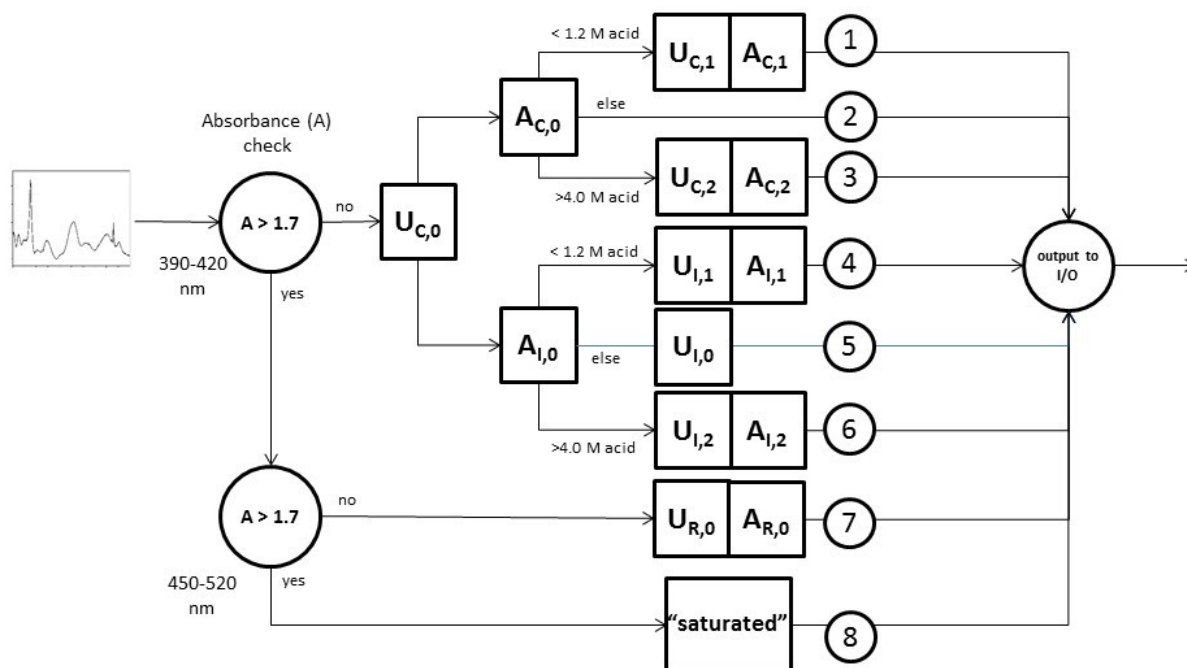 < 1.2 M acid
U_C,1 A_C,1
1
Absorbance (A)
check
A_C,0
else
2
>4.0 M acid
U_C,2 A_C,2
3
A > 1.7
no
U_C,0
390-420
nm
yes
< 1.2 M acid
U_I,1 A_I,1
4
output to
I/O
A_I,0
else
U_I,0
5
>4.0 M acid
U_I,2 A_I,2
6
A > 1.7
no
U_R,0 A_R,0
7
450-520
nm
yes
“saturated”
8